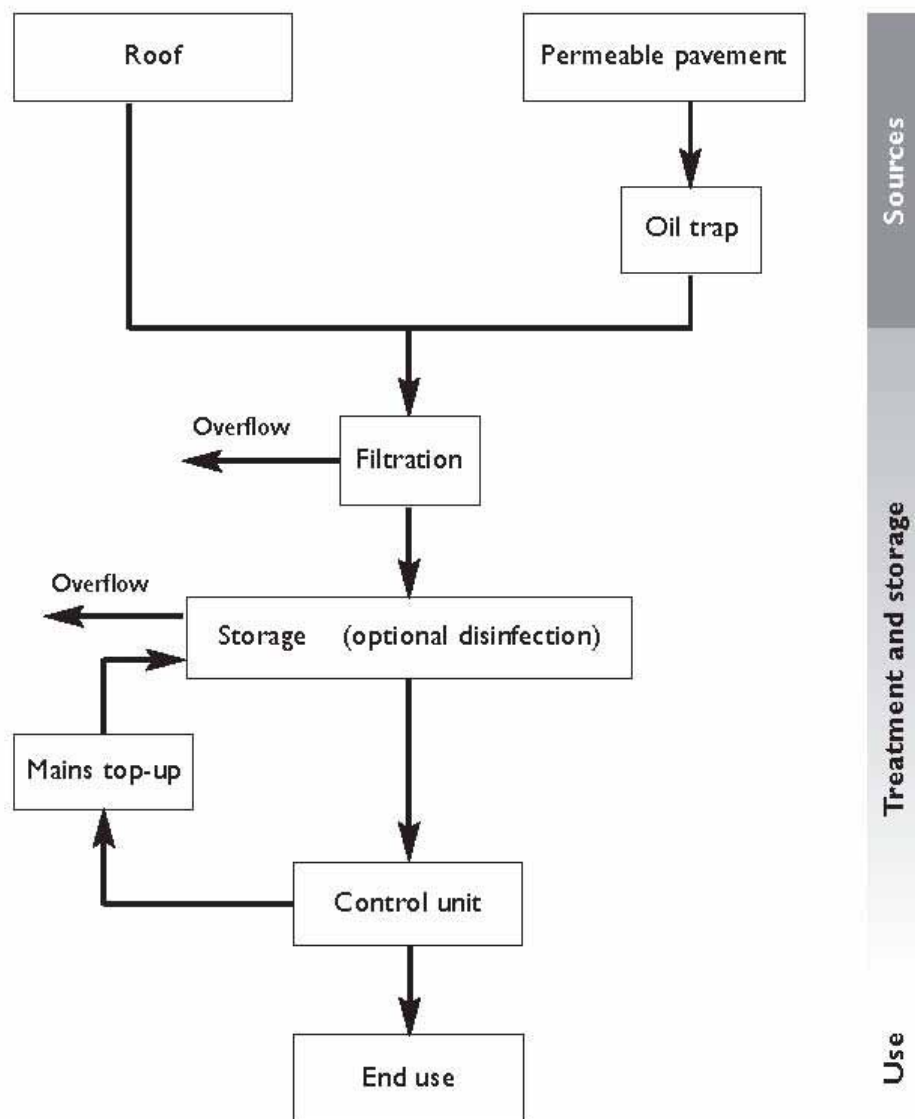 Roof
Permeable pavement
Oil trap
Overflow
Filtration
Overflow
Storage (optional disinfection)
Mains top-up
Control unit
End use
Sources
Treatment and storage
Use